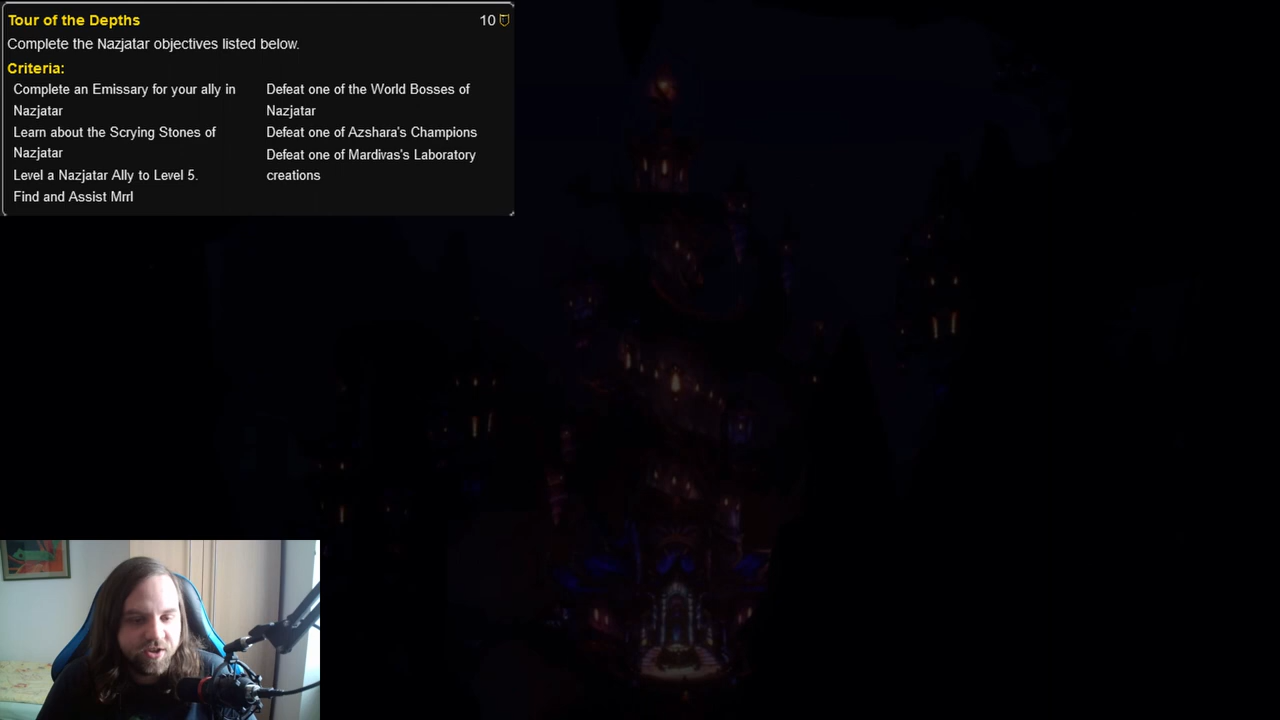 Tour of the Depths
10
Complete the Nazjatar objectives listed below.
Criteria:
Complete an Emissary for your ally in
Nazjatar
Learn about the Scrying Stones of
Nazjatar
Level a Nazjatar Ally to Level 5.
Find and Assist Mrrl
Defeat one of the World Bosses of
Nazjatar
Defeat one of Azshara's Champions
Defeat one of Mardivas's Laboratory
creations